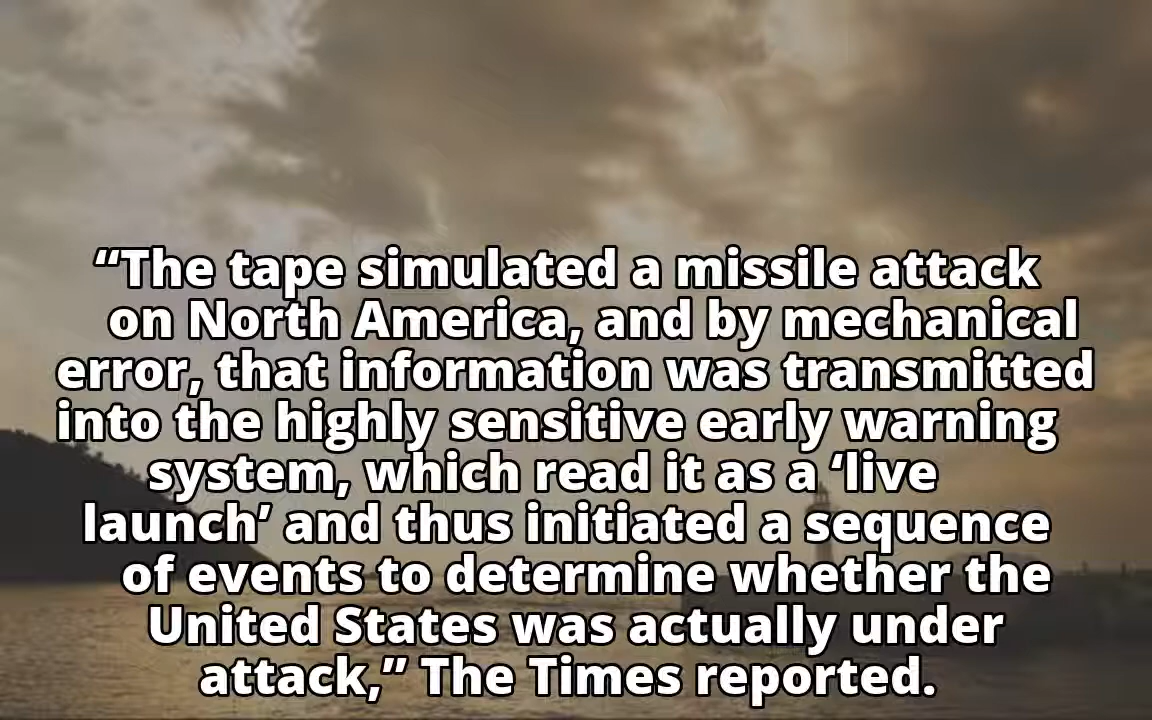 “The tape simulated a missile attack
on North America, and by mechanical
error, that information was transmitted
into the highly sensitive early warning
system, which read it as a ‘live
launch’ and thus initiated a sequence
of events to determine whether the
United States was actually under
attack,” The Times reported.